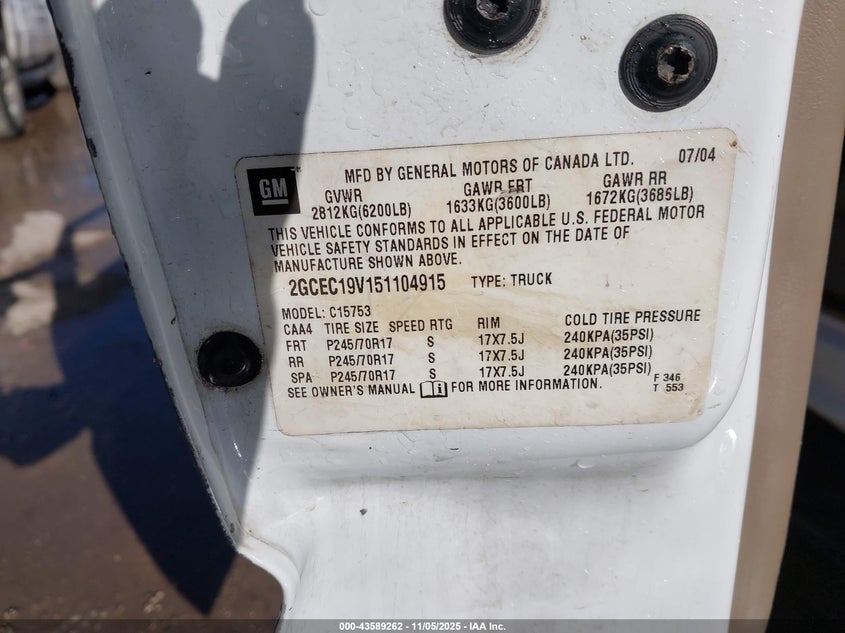 GM
MFD BY GENERAL MOTORS OF CANADA LTD. 07/04
GVWR GAWR FRT GAWR RR
2812KG(6200LB) 1633KG(3600LB) 1672KG(3685LB)
THIS VEHICLE CONFORMS TO ALL APPLICABLE U.S. FEDERAL MOTOR
VEHICLE SAFETY STANDARDS IN EFFECT ON THE DATE OF
MANUFACTURE SHOWN ABOVE.
2GCEC19V151104915 TYPE: TRUCK
MODEL: C15753
CAA4 TIRE SIZE SPEED RTG RIM COLD TIRE PRESSURE
FRT P245/70R17 S 17X7.5J 240KPA(35PSI)
RR P245/70R17 S 17X7.5J 240KPA(35PSI)
SPA P245/70R17 S 17X7.5J 240KPA(35PSI)
SEE OWNER'S MANUAL FOR MORE INFORMATION.
F 346
T 553
000-43589262 - 11/05/2025 - IAA Inc.